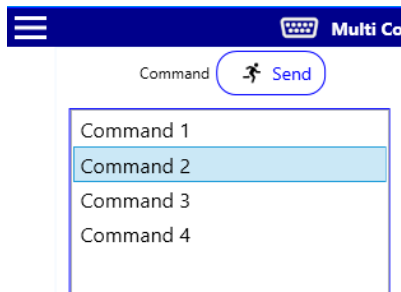 Multi Co
Command Send
Command 1
Command 2
Command 3
Command 4